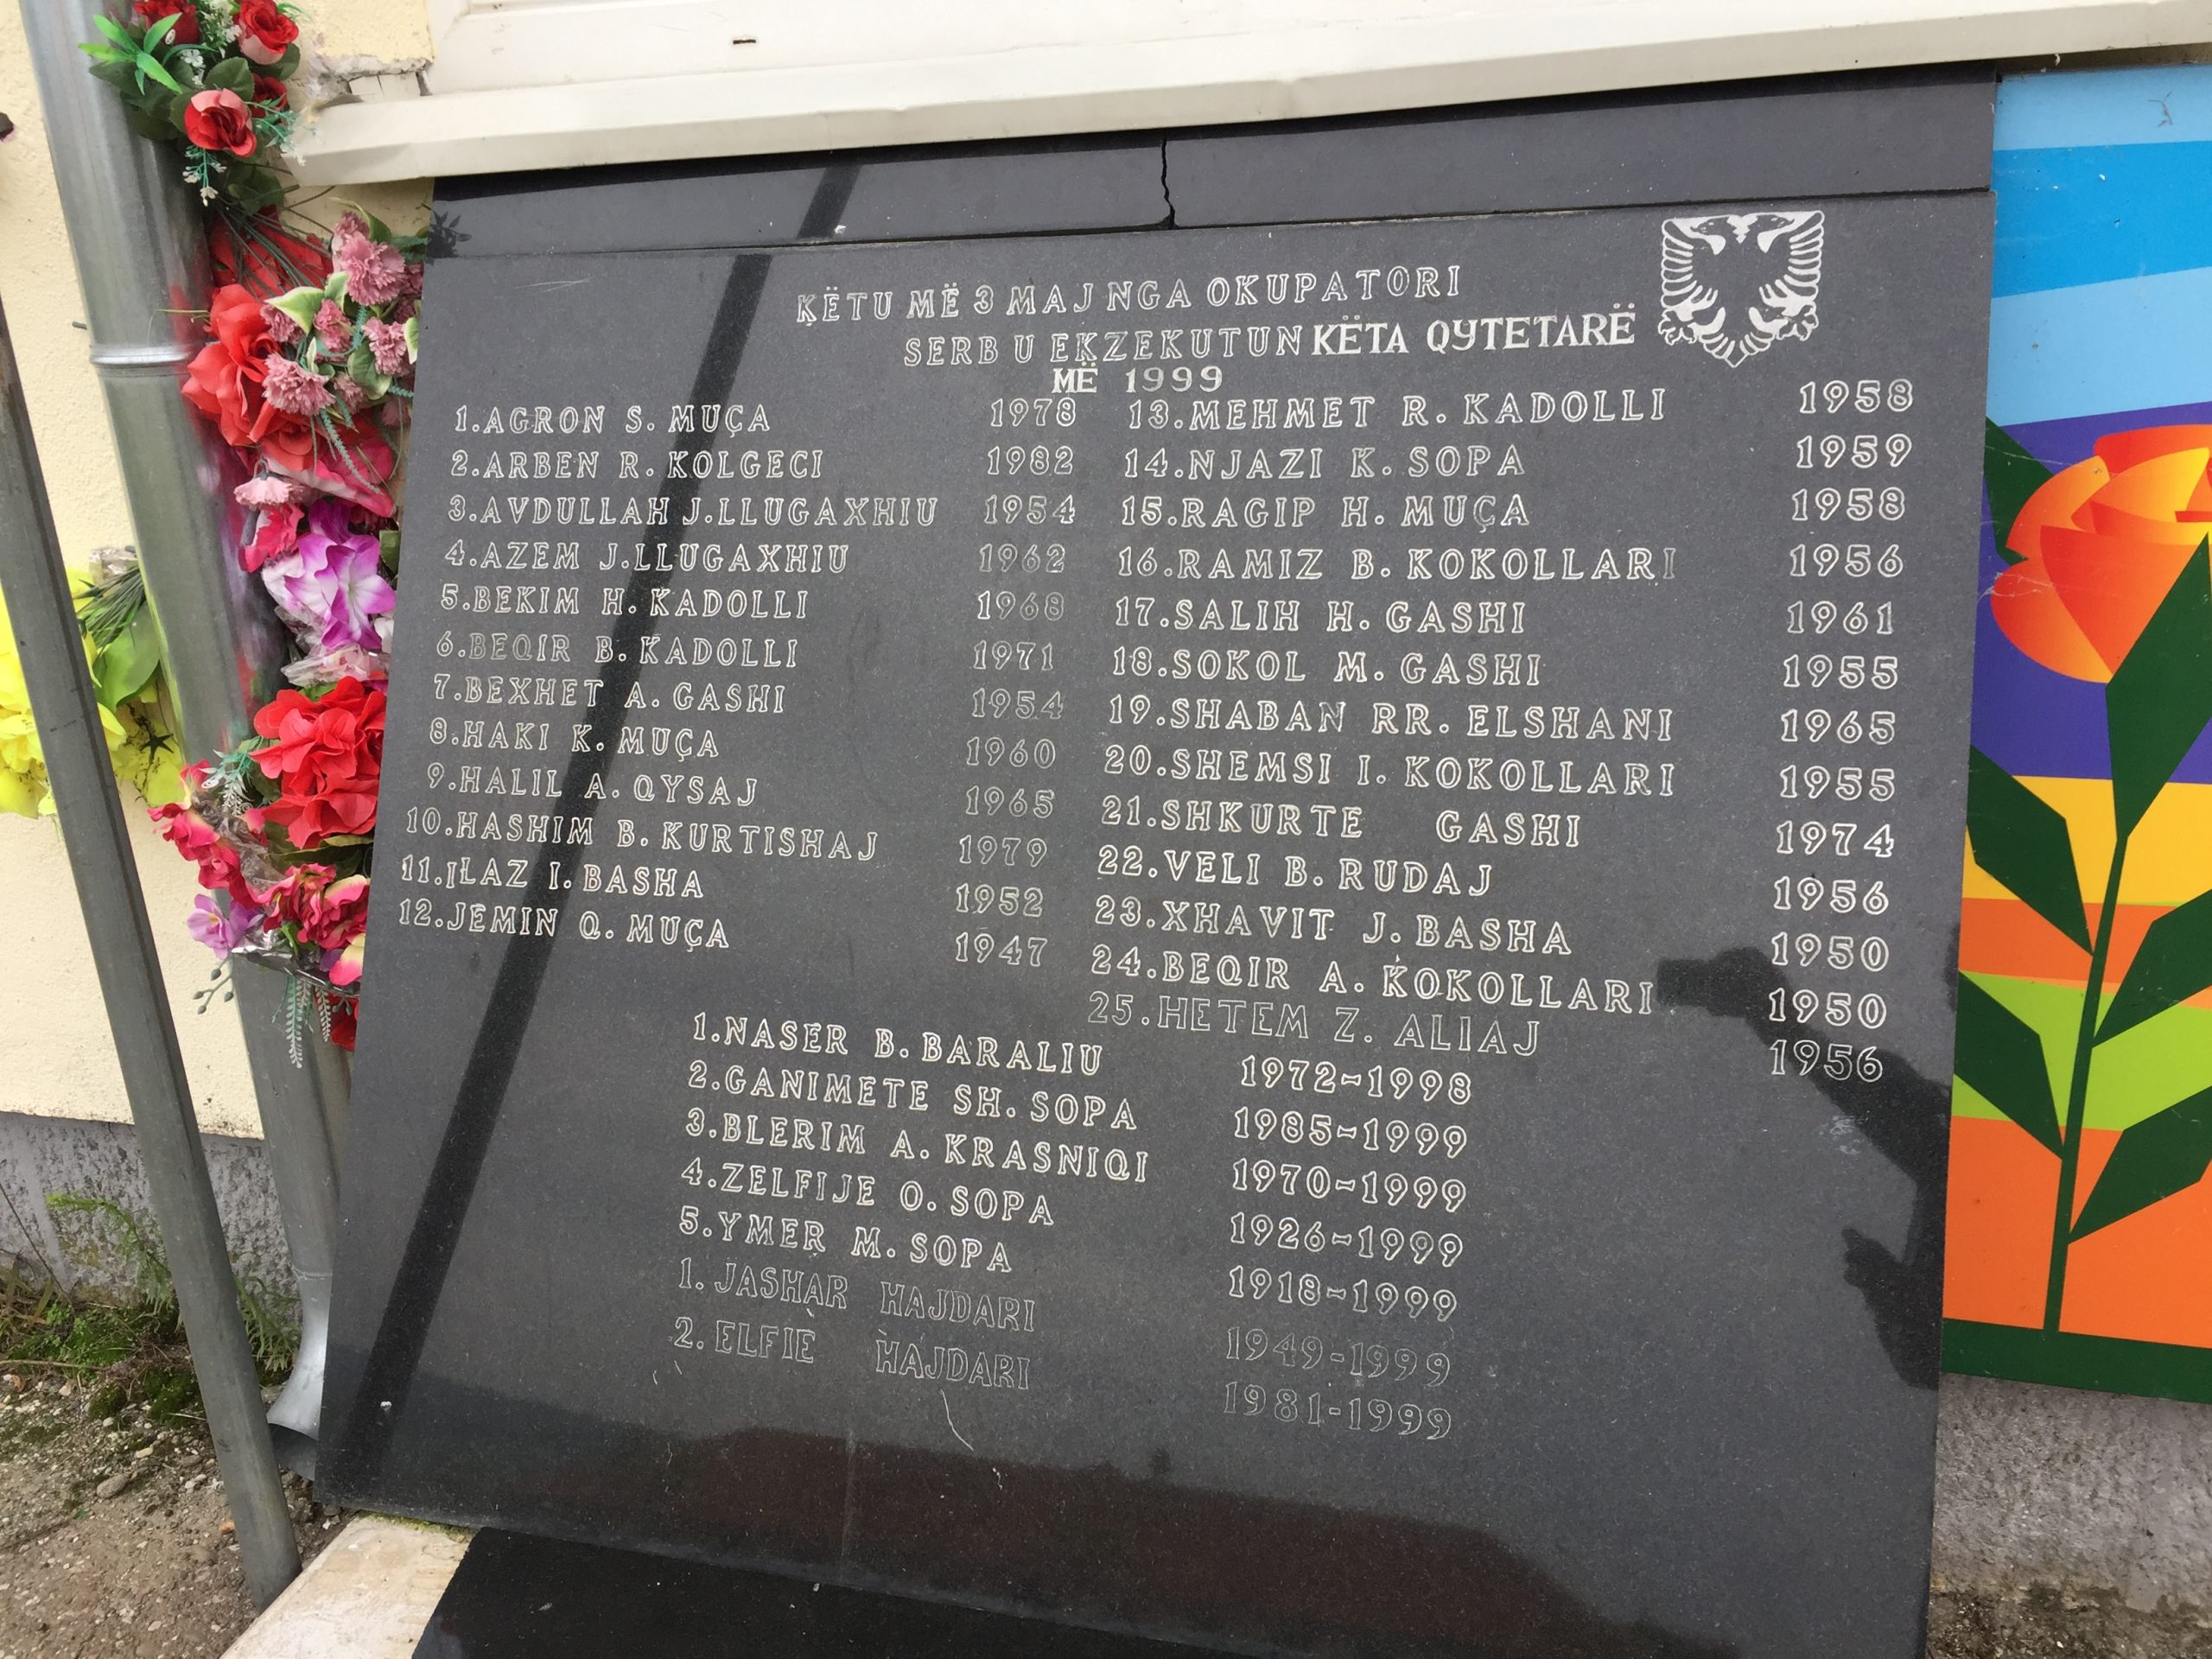 KËTU MË 3 MAJ NGA OKUPATORI
SERB U EKZEKUTUN KËTA QYTETARË
MË 1999
1. AGRON S. MUÇA 1978
2. ARBEN R. KOLGECI 1982
3. AVDULLAH J. LLUGAXHIU 1954
4. AZEM J. LLUGAXHIU 1962
5. BEKIM H. KADOLLI 1968
6. BEQIR B. KADOLLI 1971
7. BEXHET A. GASHI 1954
8. HAKI K. MUÇA 1960
9. HALIL A. QYSAJ 1965
10. HASHIM B. KURTISHAJ 1979
11. ILAZ I. BASHA 1952
12. JEMIN Q. MUÇA 1947
13. MEHMET R. KADOLLI 1958
14. NJAZI K. SOPA 1959
15. RAGIP H. MUÇA 1958
16. RAMIZ B. KOKOLLARI 1956
17. SALIH H. GASHI 1961
18. SOKOL M. GASHI 1955
19. SHABAN RR. ELSHANI 1965
20. SHEMSI I. KOKOLLARI 1955
21. SHKURTE GASHI 1974
22. VELI B. RUDAJ 1956
23. XHAVIT J. BASHA 1950
24. BEQIR A. KOKOLLARI 1950
25. HETEM Z. ALIAJ 1956
1. NASER B. BARALIU 1972-1998
2. GANIMETE SH. SOPA 1985-1999
3. BLERIM A. KRASNIQI 1970-1999
4. ZELFIJE O. SOPA 1926-1999
5. YMER M. SOPA 1918-1999
1. JASHAR HAJDARI 1949-1999
2. ELFIE HAJDARI 1981-1999